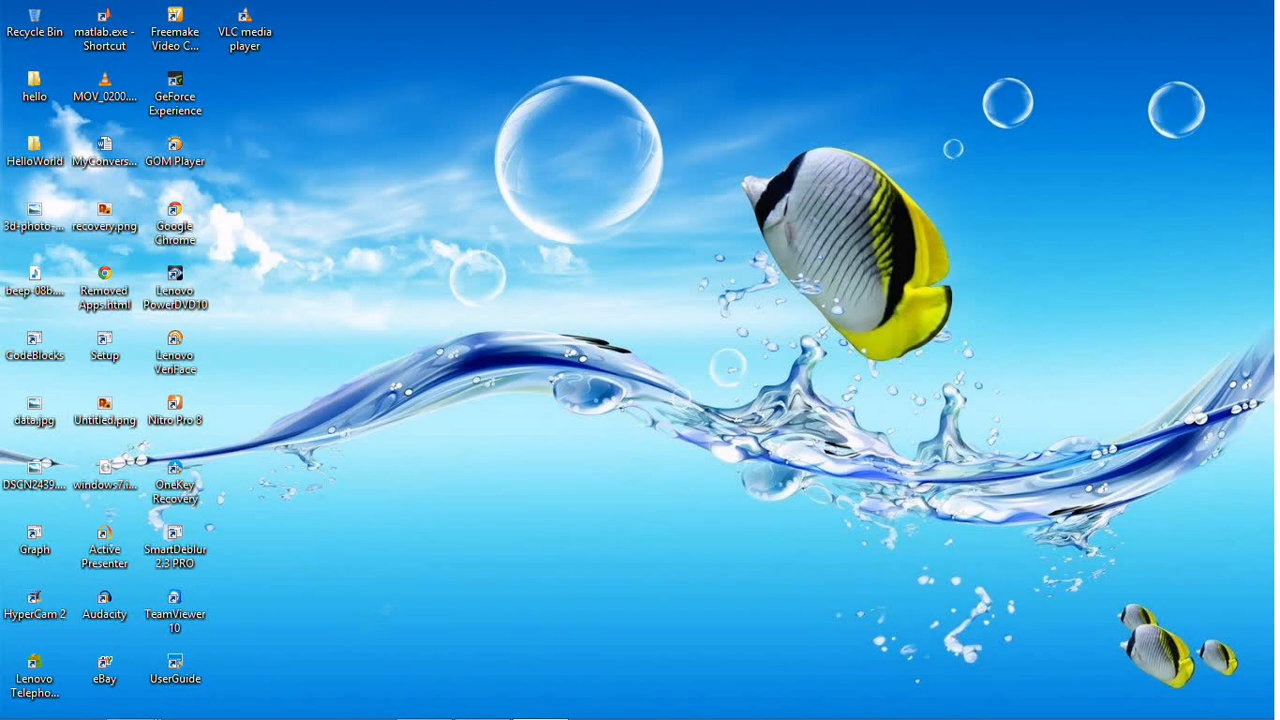 Recycle Bin
hello
HelloWorld
3d-photo-...
beep-08b....
CodeBlocks
data.jpg
DSCN2439....
Graph
HyperCam 2
Lenovo
Telepho...
matlab.exe -
Shortcut
MOV_0200....
MyConvers...
recovery.png
Removed
Apps.html
Setup
Untitled.png
windows7.i...
Active
Presenter
Audacity
eBay
Freemake
Video C...
GeForce
Experience
GOM Player
Google
Chrome
Lenovo
PowerDVD10
Lenovo
VeriFace
Nitro Pro 8
OneKey
Recovery
SmartDeblur
2.3 PRO
TeamViewer
10
UserGuide
VLC media
player